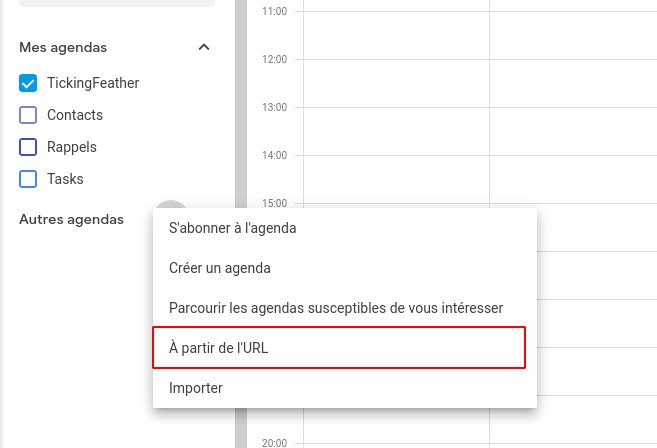 11:00
Mes agendas
12:00
TickingFeather
Contacts
13:00
Rappels
14:00
Tasks
15:00
Autres agendas
S'abonner à l'agenda
Créer un agenda
Parcourir les agendas susceptibles de vous intéresser
À partir de l'URL
Importer
20:00